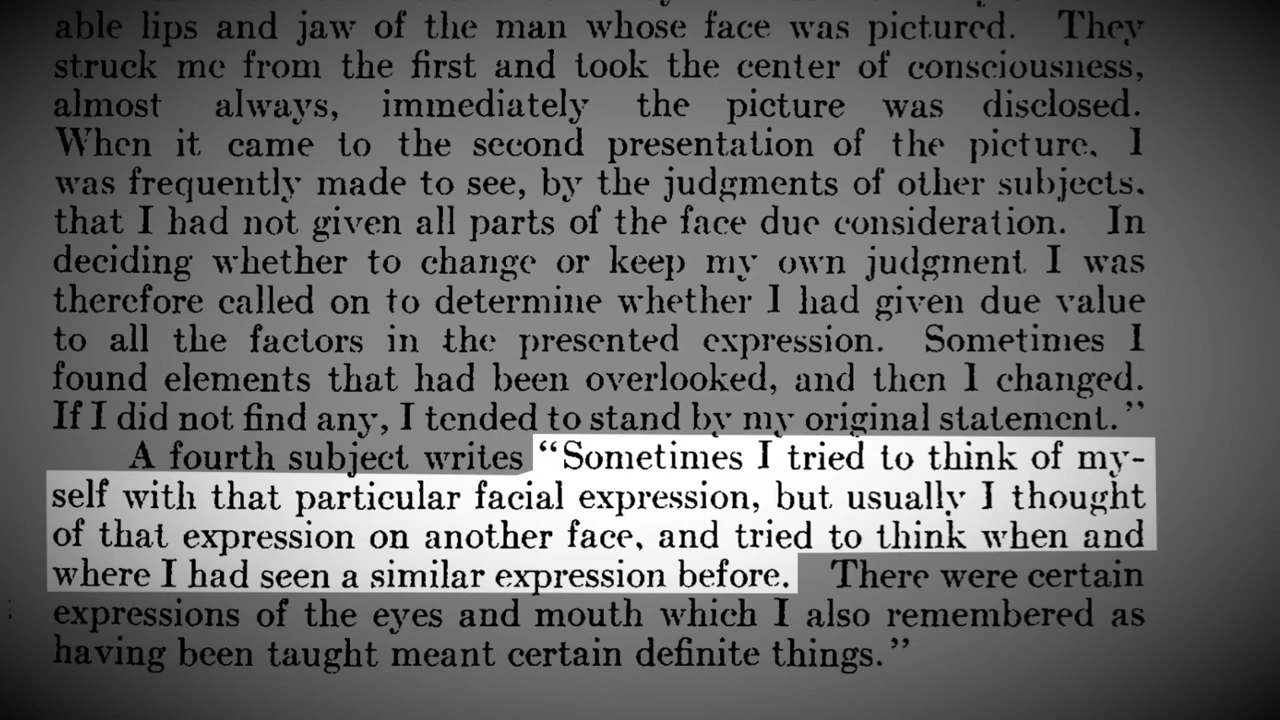 able lips and jaw of the man whose face was pictured. They
struck me from the first and took the center of consciousness,
almost always, immediately the picture was disclosed.
When it came to the second presentation of the picture, I
was frequently made to see, by the judgments of other subjects,
that I had not given all parts of the face due consideration. In
deciding whether to change or keep my own judgment I was
therefore called on to determine whether I had given due value
to all the factors in the presented expression. Sometimes I
found elements that had been overlooked, and then I changed.
If I did not find any, I tended to stand by my original statement.”
A fourth subject writes “Sometimes I tried to think of my-
self with that particular facial expression, but usually I thought
of that expression on another face, and tried to think when and
where I had seen a similar expression before. There were certain
expressions of the eyes and mouth which I also remembered as
having been taught meant certain definite things.”